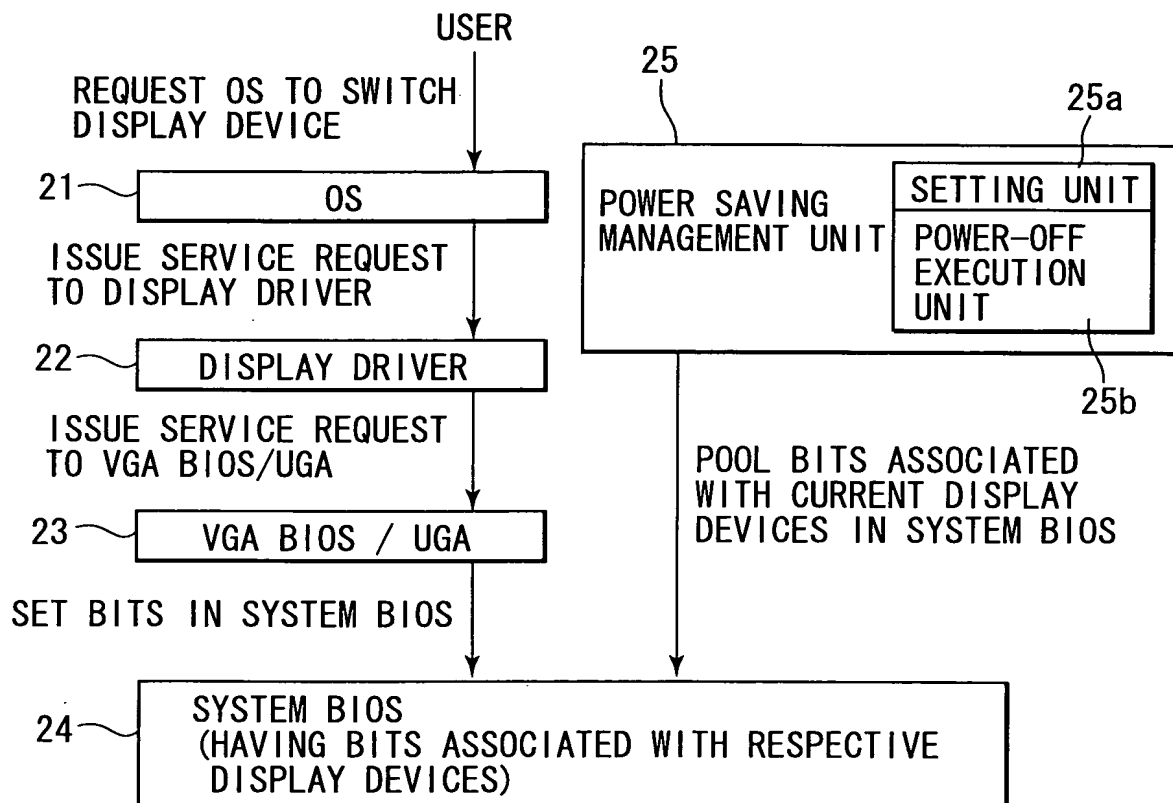 USER
REQUEST OS TO SWITCH
DISPLAY DEVICE
21
OS
ISSUE SERVICE REQUEST
TO DISPLAY DRIVER
22
DISPLAY DRIVER
ISSUE SERVICE REQUEST
TO VGA BIOS/UGA
23
VGA BIOS / UGA
SET BITS IN SYSTEM BIOS
25
25a
POWER SAVING
MANAGEMENT UNIT
SETTING UNIT
POWER-OFF
EXECUTION
UNIT
25b
POOL BITS ASSOCIATED
WITH CURRENT DISPLAY
DEVICES IN SYSTEM BIOS
24
SYSTEM BIOS
(HAVING BITS ASSOCIATED WITH RESPECTIVE
DISPLAY DEVICES)